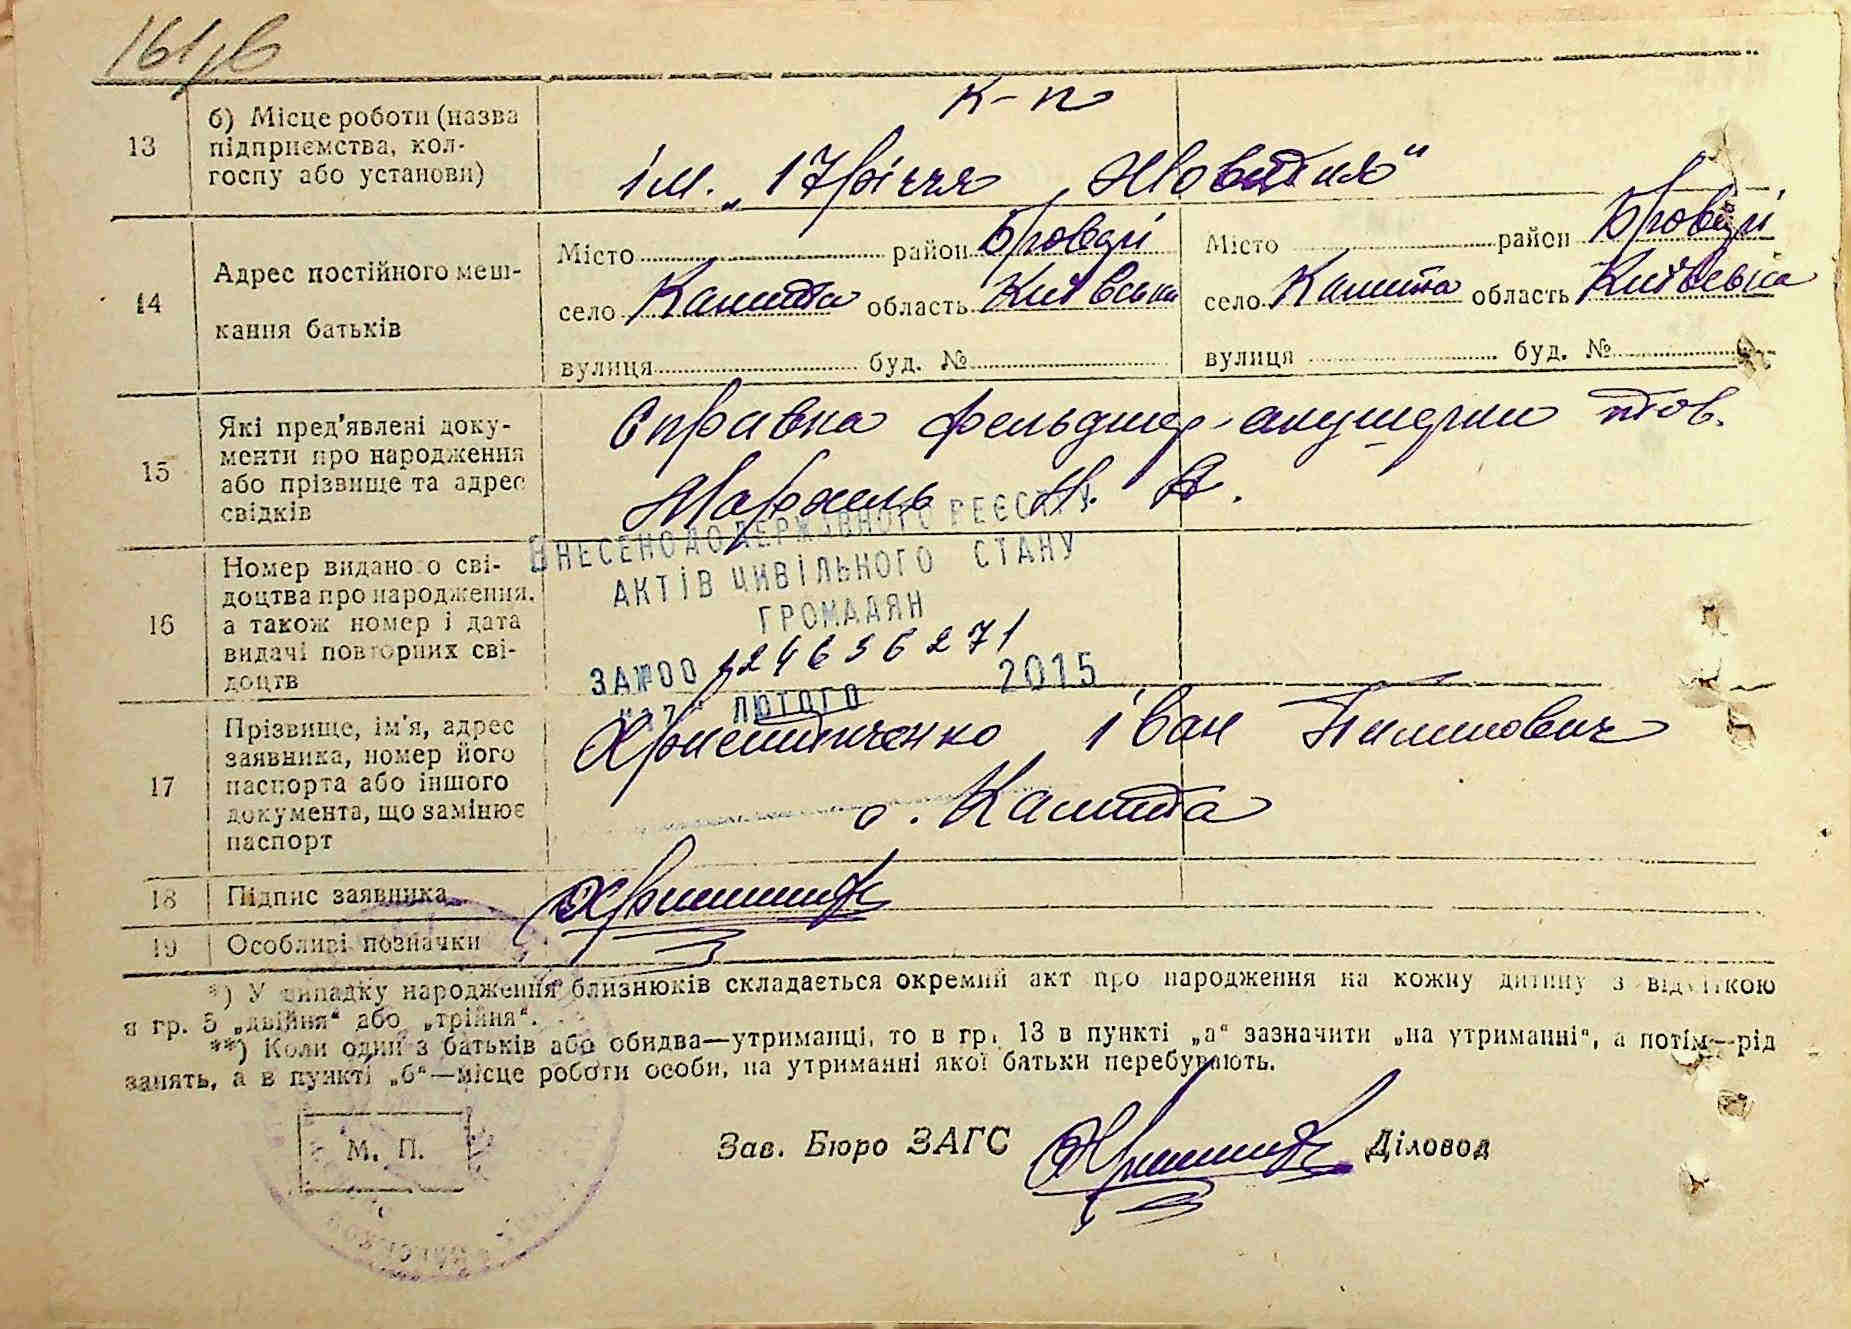 161/в
13
б) Місце роботи (назва
підприємства, кол-
госпу або установи)
К-п
ім. „17 річчя Жовтня"
14
Адрес постійного меш-
кання батьків
Місто район Бровари
село Калита область Київська
вулиця буд. №
Місто район Бровари
село Калита область Київська
вулиця буд. №
15
Які пред'явлені доку-
менти про народження
або прізвище та адрес
свідків
Справка фельдшер-акушерки тов.
16
Номер виданого сві-
доцтва про народження,
а також номер і дата
видачі повторних сві-
доцтв
ВНЕСЕНО ДО ДЕРЖАВНОГО РЕЄСТРУ
АКТІВ ЦИВІЛЬНОГО СТАНУ
ГРОМАДЯН
ЗА №00124636271
ЛЮТОГО 2015
17
Прізвище, ім'я, адрес
заявника, номер його
паспорта або іншого
документа, що замінює
паспорт
Іван Пилипович
с. Калита
18
Підпис заявника
19
Особливі позначки
*) У випадку народження близнюків складається окремий акт про народження на кожну дитину з відміткою
в гр. 5 „двійня" або „трійня".
**) Коли один з батьків або обидва—утриманці, то в гр. 13 в пункті „а" зазначити „на утриманні", а потім—рід
занять, а в пункті „б"—місце роботи особи, на утриманні якої батьки перебувають.
М. П.
Зав. Бюро ЗАГС
Діловод